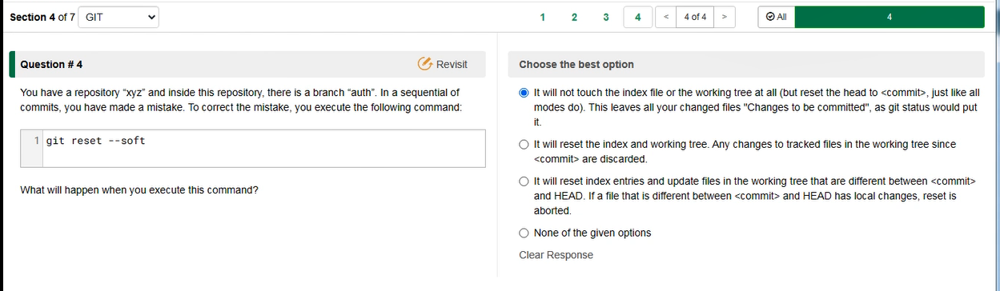 Section 4 of 7 GIT 1 2 3 4 < 4 of 4 > All 4
Question # 4 Revisit
You have a repository “xyz” and inside this repository, there is a branch “auth”. In a sequential of
commits, you have made a mistake. To correct the mistake, you execute the following command:
1 git reset --soft
What will happen when you execute this command?
Choose the best option
It will not touch the index file or the working tree at all (but reset the head to <commit>, just like all
modes do). This leaves all your changed files "Changes to be committed", as git status would put
it.
It will reset the index and working tree. Any changes to tracked files in the working tree since
<commit> are discarded.
It will reset index entries and update files in the working tree that are different between <commit>
and HEAD. If a file that is different between <commit> and HEAD has local changes, reset is
aborted.
None of the given options
Clear Response